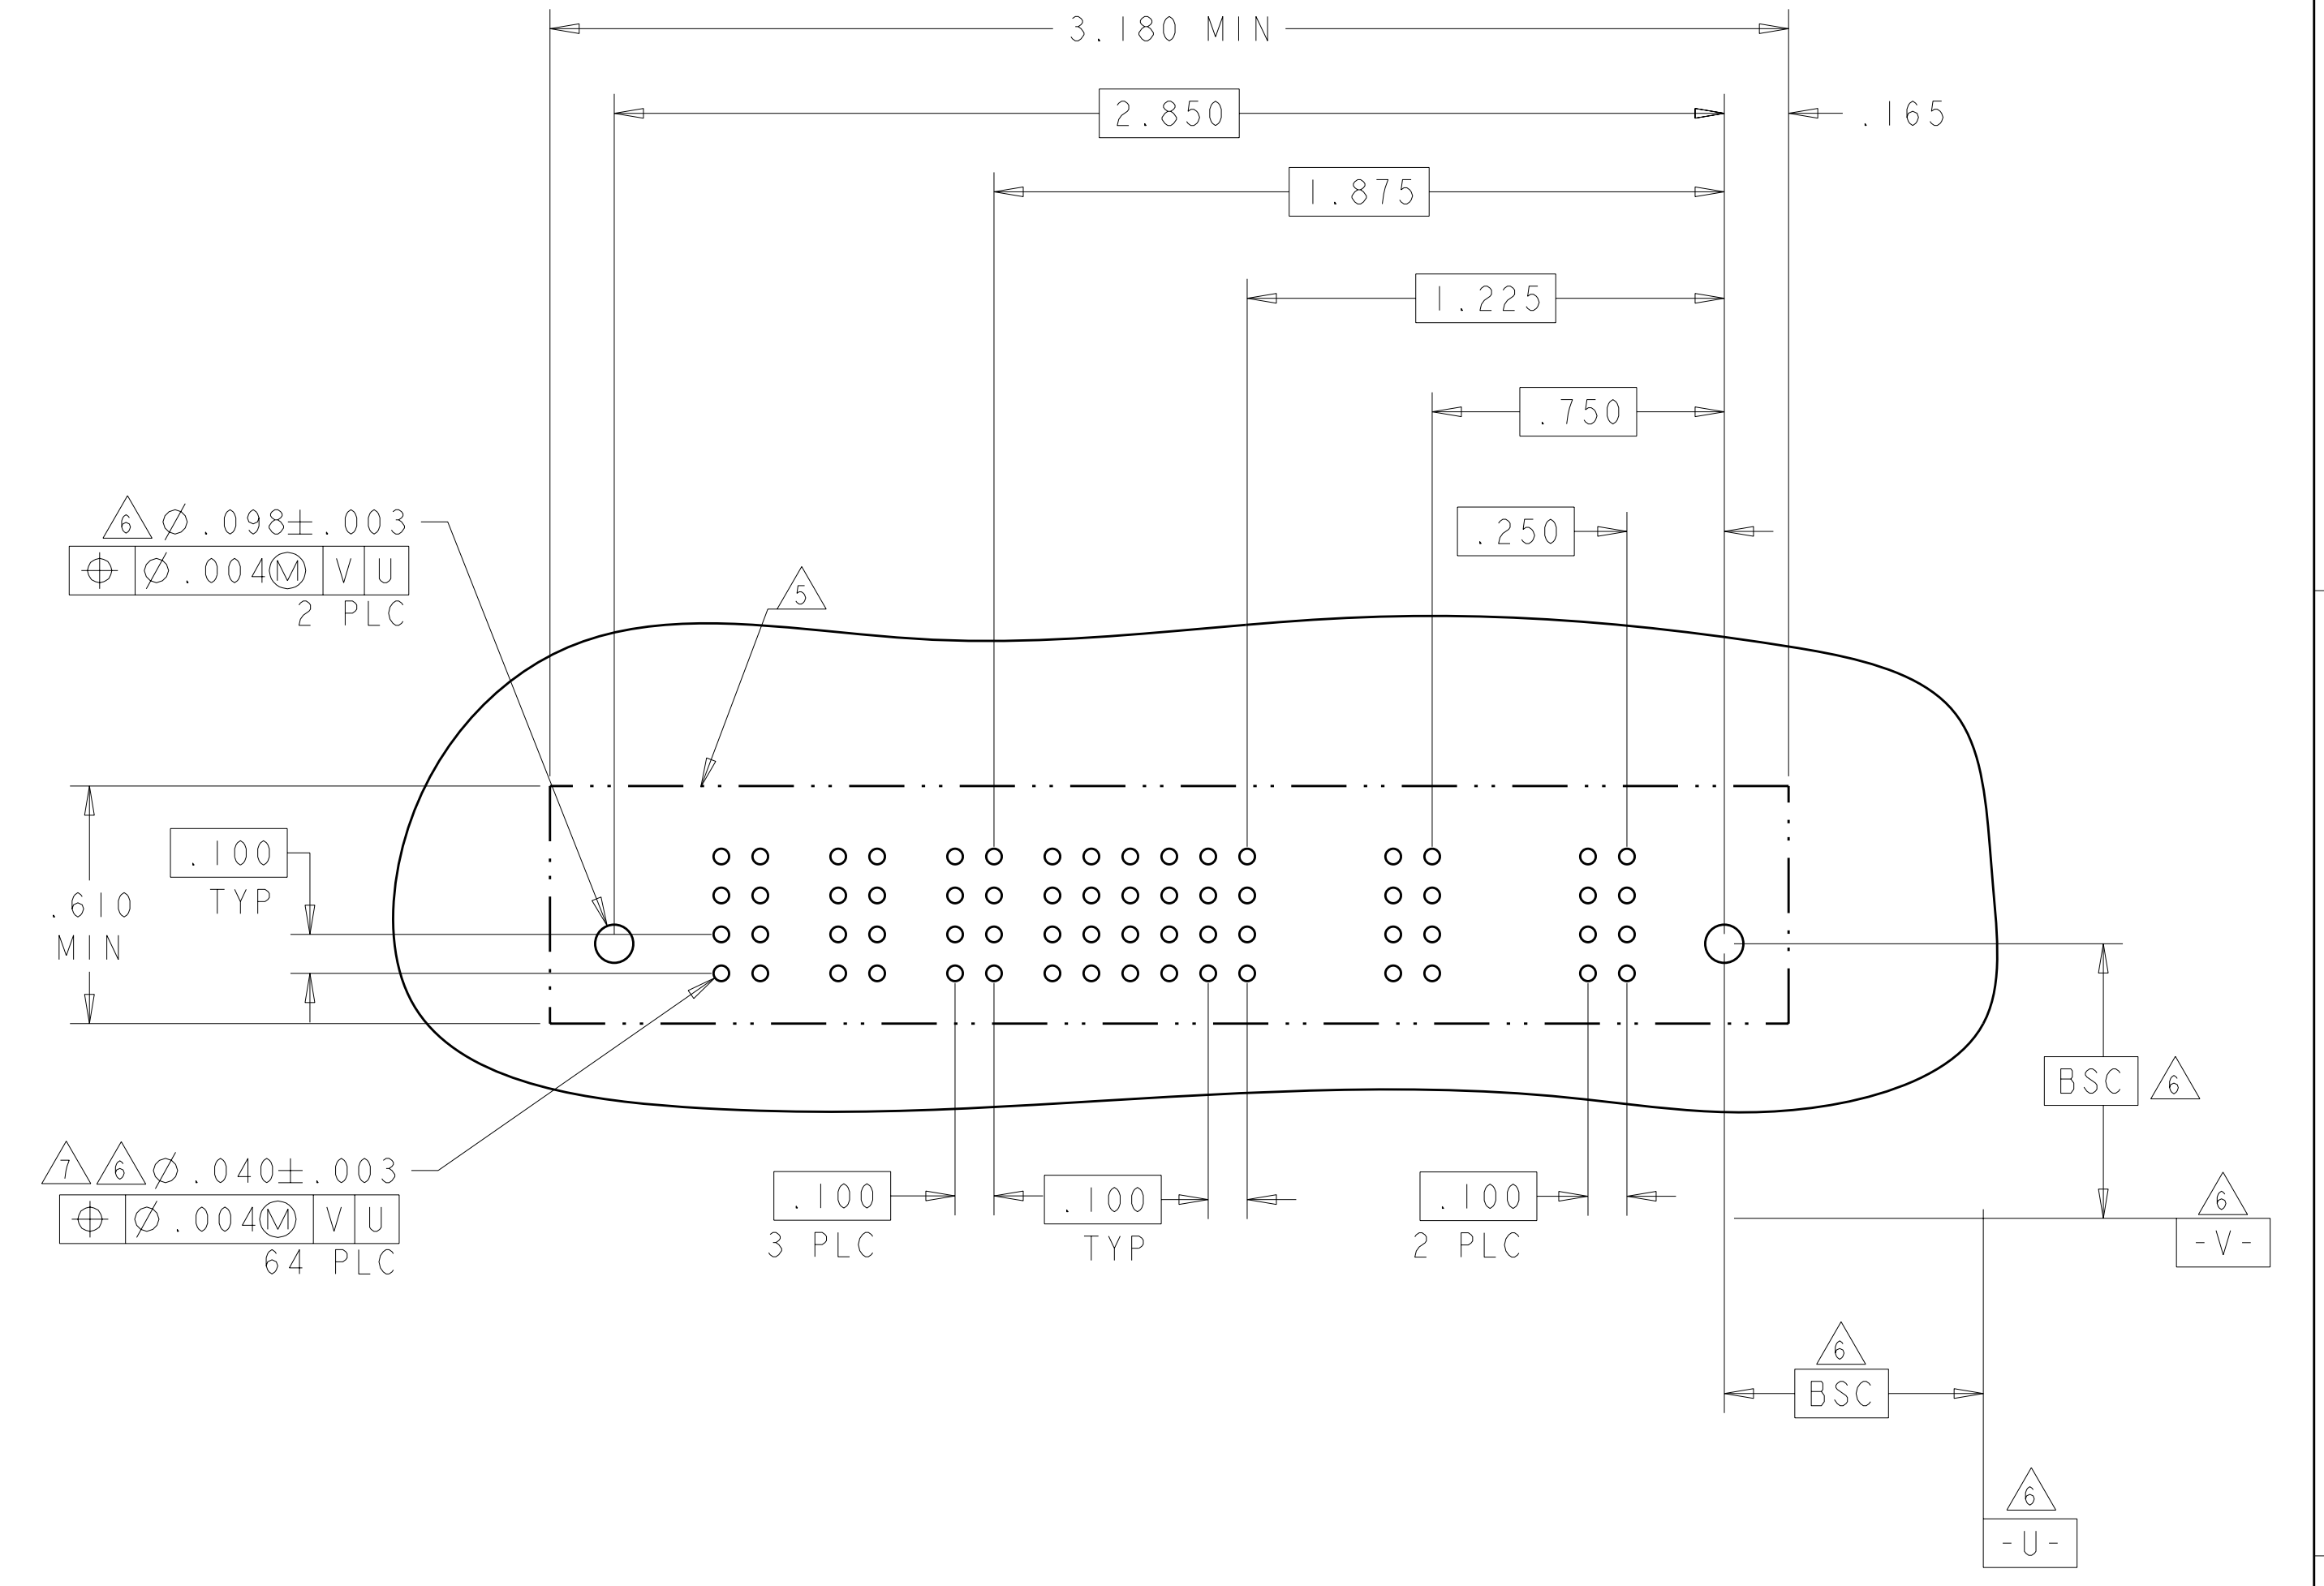 3.180 MIN
2.850
.165
1.875
1.225
.750
.250
6 Ø.098±.003
⌖ Ø.004Ⓜ V U
2 PLC
5
.100
TYP
.610
MIN
BSC 6
7 6 Ø.040±.003
⌖ Ø.004Ⓜ V U
64 PLC
.100
3 PLC
.100
TYP
.100
2 PLC
6
-V-
6
BSC
6
-U-